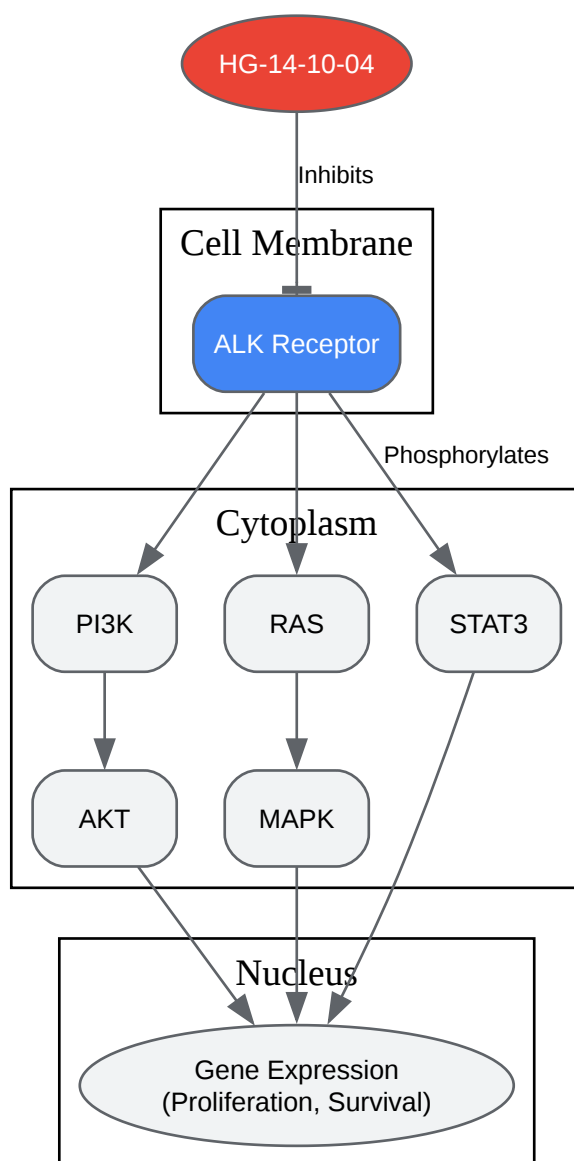 HG-14-10-04
Inhibits
Cell Membrane
ALK Receptor
Phosphorylates
Cytoplasm
PI3K
RAS
STAT3
AKT
MAPK
Nucleus
Gene Expression
(Proliferation, Survival)